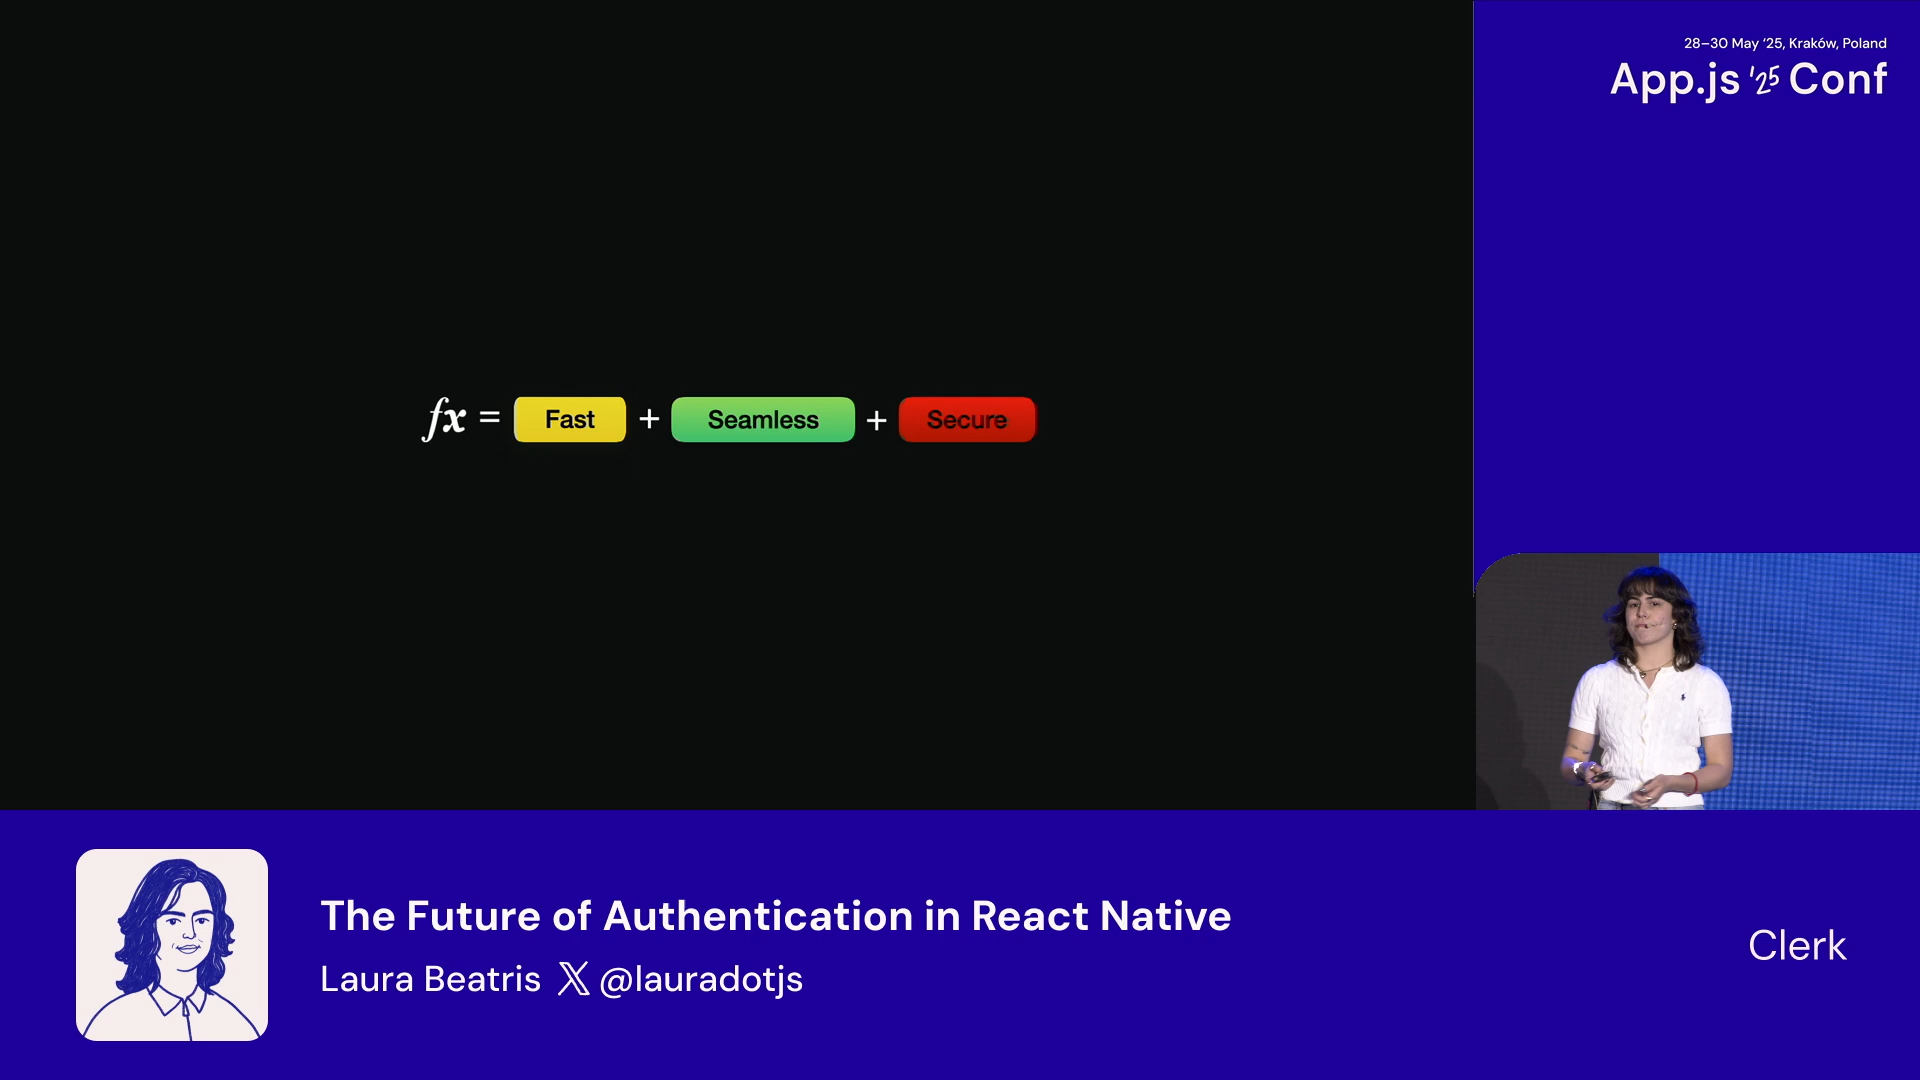 28–30 May ‘25, Kraków, Poland
App.js ‘25 Conf
fx = Fast + Seamless + Secure
The Future of Authentication in React Native
Laura Beatris X @lauradotjs
Clerk